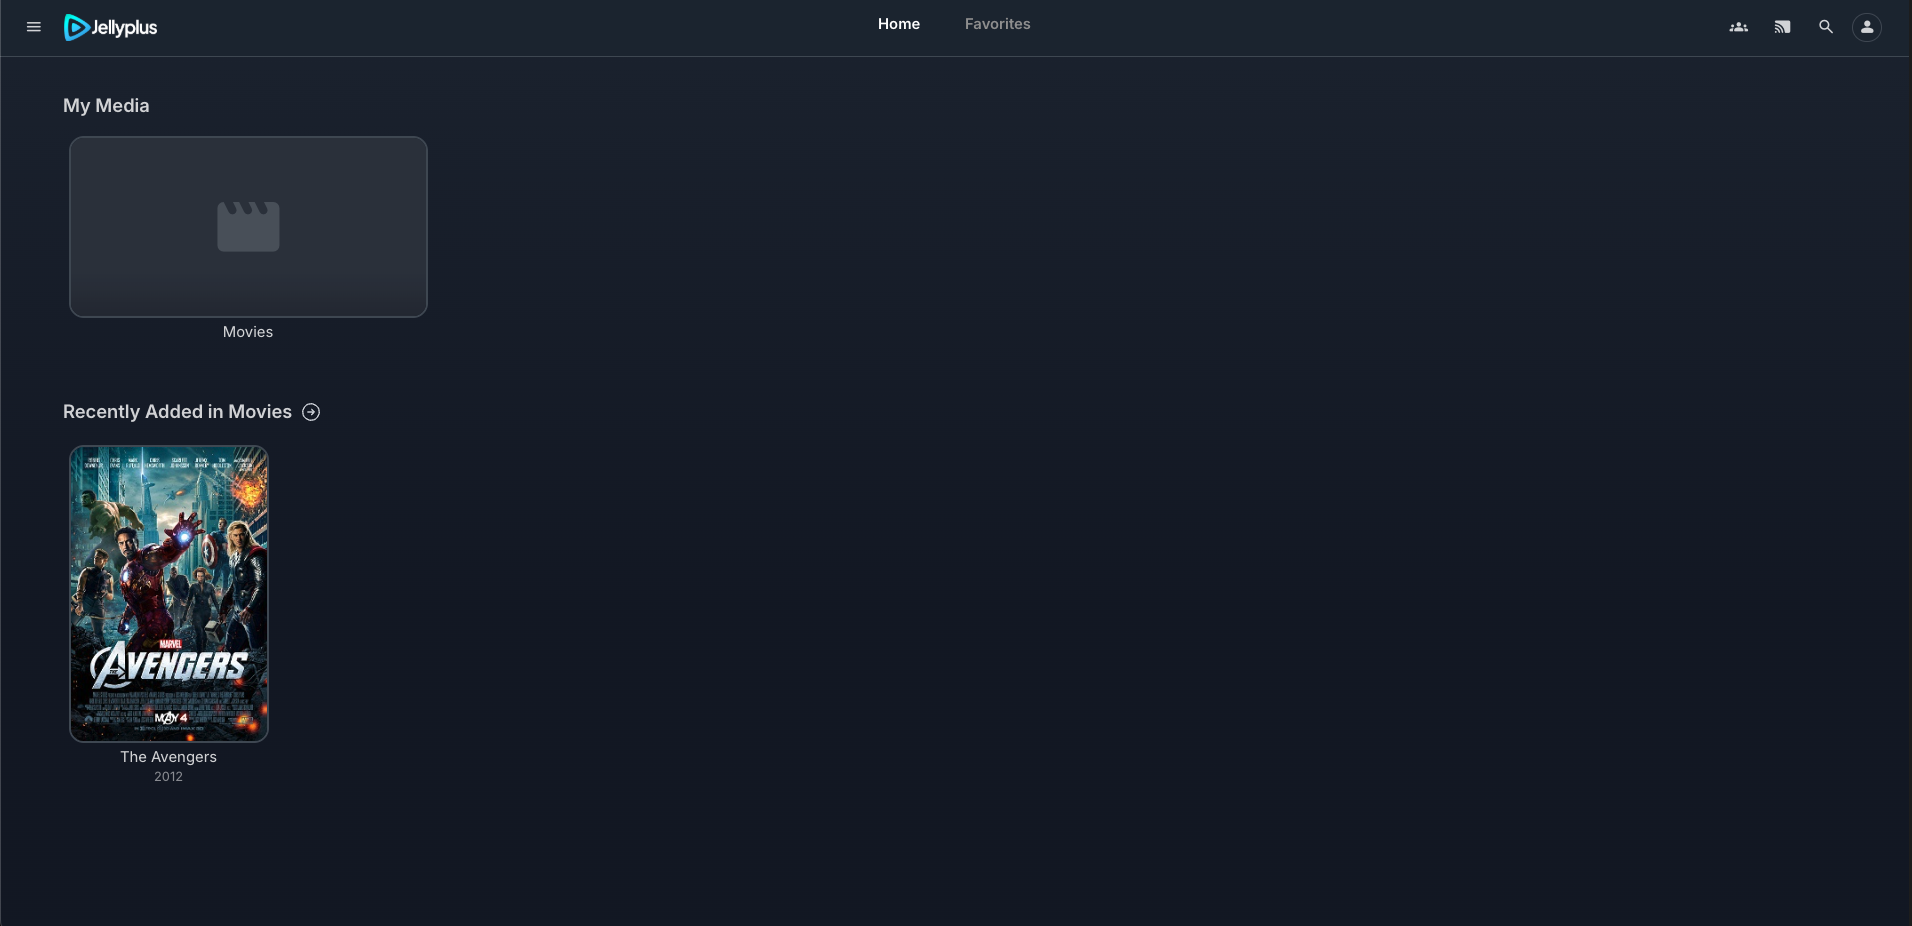 Jellyplus
Home
Favorites
My Media
Movies
Recently Added in Movies
MARVEL
AVENGERS
MAY 4
The Avengers
2012